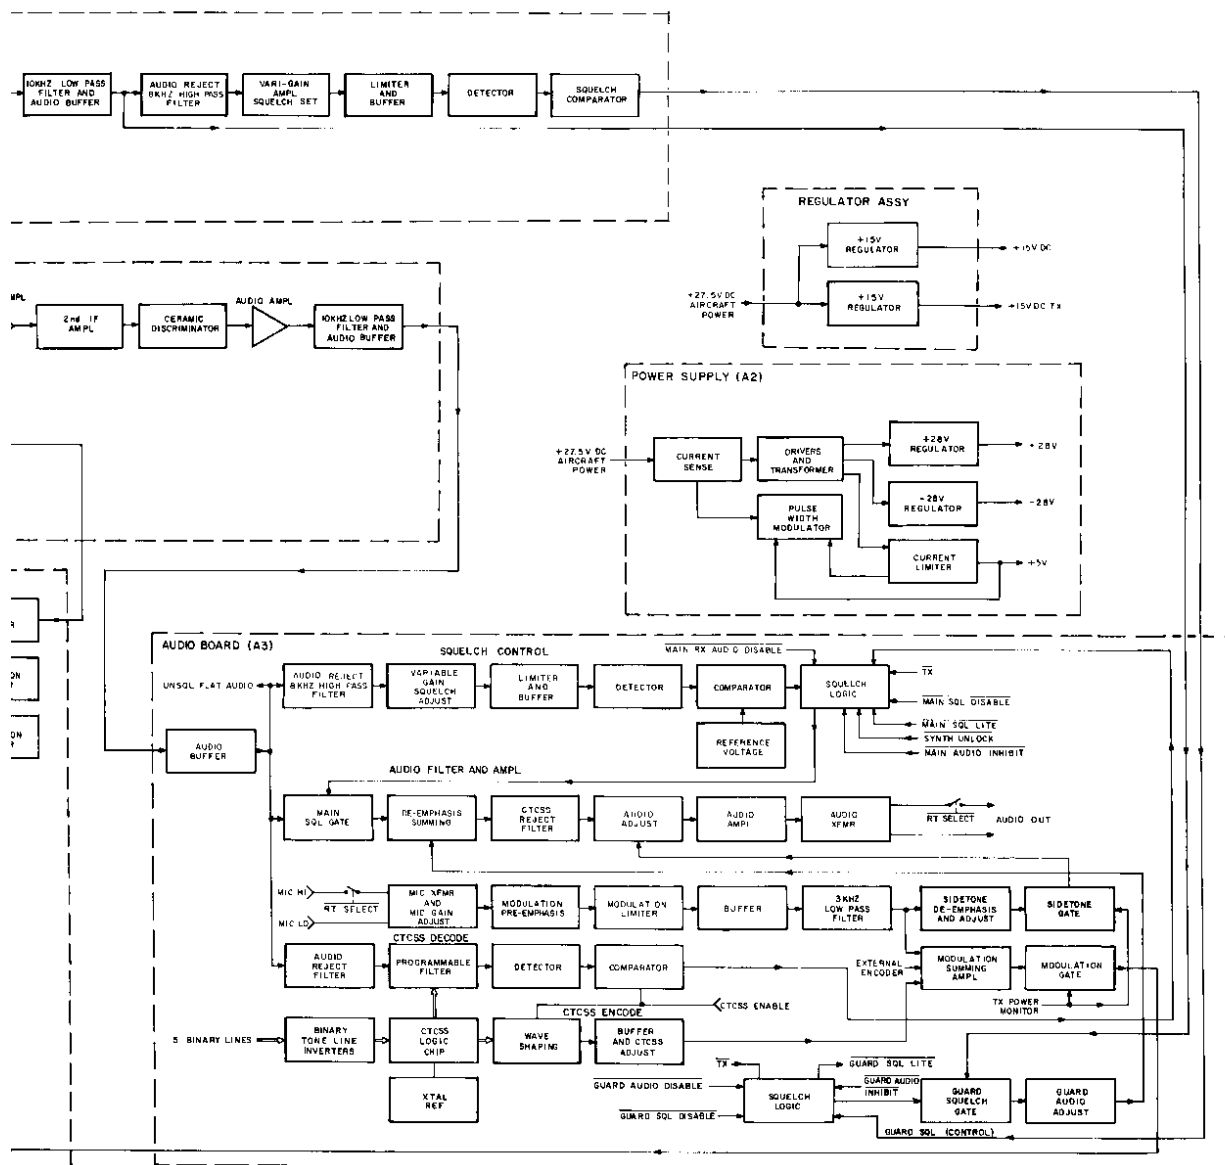 10KHZ LOW PASS
FILTER AND
AUDIO BUFFER
AUDIO REJECT
8KHZ HIGH PASS
FILTER
VARI-GAIN
AMPL
SQUELCH SET
LIMITER
AND
BUFFER
DETECTOR
SQUELCH
COMPARATOR
REGULATOR ASSY
+15V
REGULATOR
+15V DC
+27.5V DC
AIRCRAFT
POWER
+15V
REGULATOR
+15V DC TX
2nd IF
AMPL
CERAMIC
DISCRIMINATOR
AUDIO AMPL
10KHZ LOW PASS
FILTER AND
AUDIO BUFFER
POWER SUPPLY (A2)
+27.5V DC
AIRCRAFT
POWER
CURRENT
SENSE
DRIVERS
AND
TRANSFORMER
+28V
REGULATOR
+28V
PULSE
WIDTH
MODULATOR
-28V
REGULATOR
-28V
CURRENT
LIMITER
+5V
AUDIO BOARD (A3)
SQUELCH CONTROL
MAIN RX AUDIO DISABLE
UNSQL FLAT AUDIO
AUDIO REJECT
8KHZ HIGH PASS
FILTER
VARIABLE
GAIN
SQUELCH
ADJUST
LIMITER
AND
BUFFER
DETECTOR
COMPARATOR
SQUELCH
LOGIC
TX
MAIN SQL DISABLE
MAIN SQL LITE
SYNTH UNLOCK
MAIN AUDIO INHIBIT
REFERENCE
VOLTAGE
AUDIO
BUFFER
AUDIO FILTER AND AMPL
MAIN
SQL GATE
DE-EMPHASIS
SUMMING
CTCSS
REJECT
FILTER
AUDIO
ADJUST
AUDIO
AMPL
AUDIO
XFMR
RT SELECT
AUDIO OUT
MIC HI
RT SELECT
MIC LO
MIC XFMR
AND
MIC GAIN
ADJUST
MODULATION
PRE-EMPHASIS
MODULATION
LIMITER
BUFFER
3KHZ
LOW PASS
FILTER
SIDETONE
DE-EMPHASIS
AND ADJUST
SIDETONE
GATE
CTCSS DECODE
AUDIO
REJECT
FILTER
PROGRAMMABLE
FILTER
DETECTOR
COMPARATOR
EXTERNAL
ENCODER
MODULATION
SUMMING
AMPL
MODULATION
GATE
CTCSS ENABLE
TX POWER
MONITOR
CTCSS ENCODE
5 BINARY LINES
BINARY
TONE LINE
INVERTERS
CTCSS
LOGIC
CHIP
WAVE
SHAPING
BUFFER
AND CTCSS
ADJUST
XTAL
REF
TX
GUARD SQL LITE
GUARD AUDIO DISABLE
GUARD AUDIO
INHIBIT
SQUELCH
LOGIC
GUARD
SQUELCH
GATE
GUARD
AUDIO
ADJUST
GUARD SQL DISABLE
GUARD SQL (CONTROL)